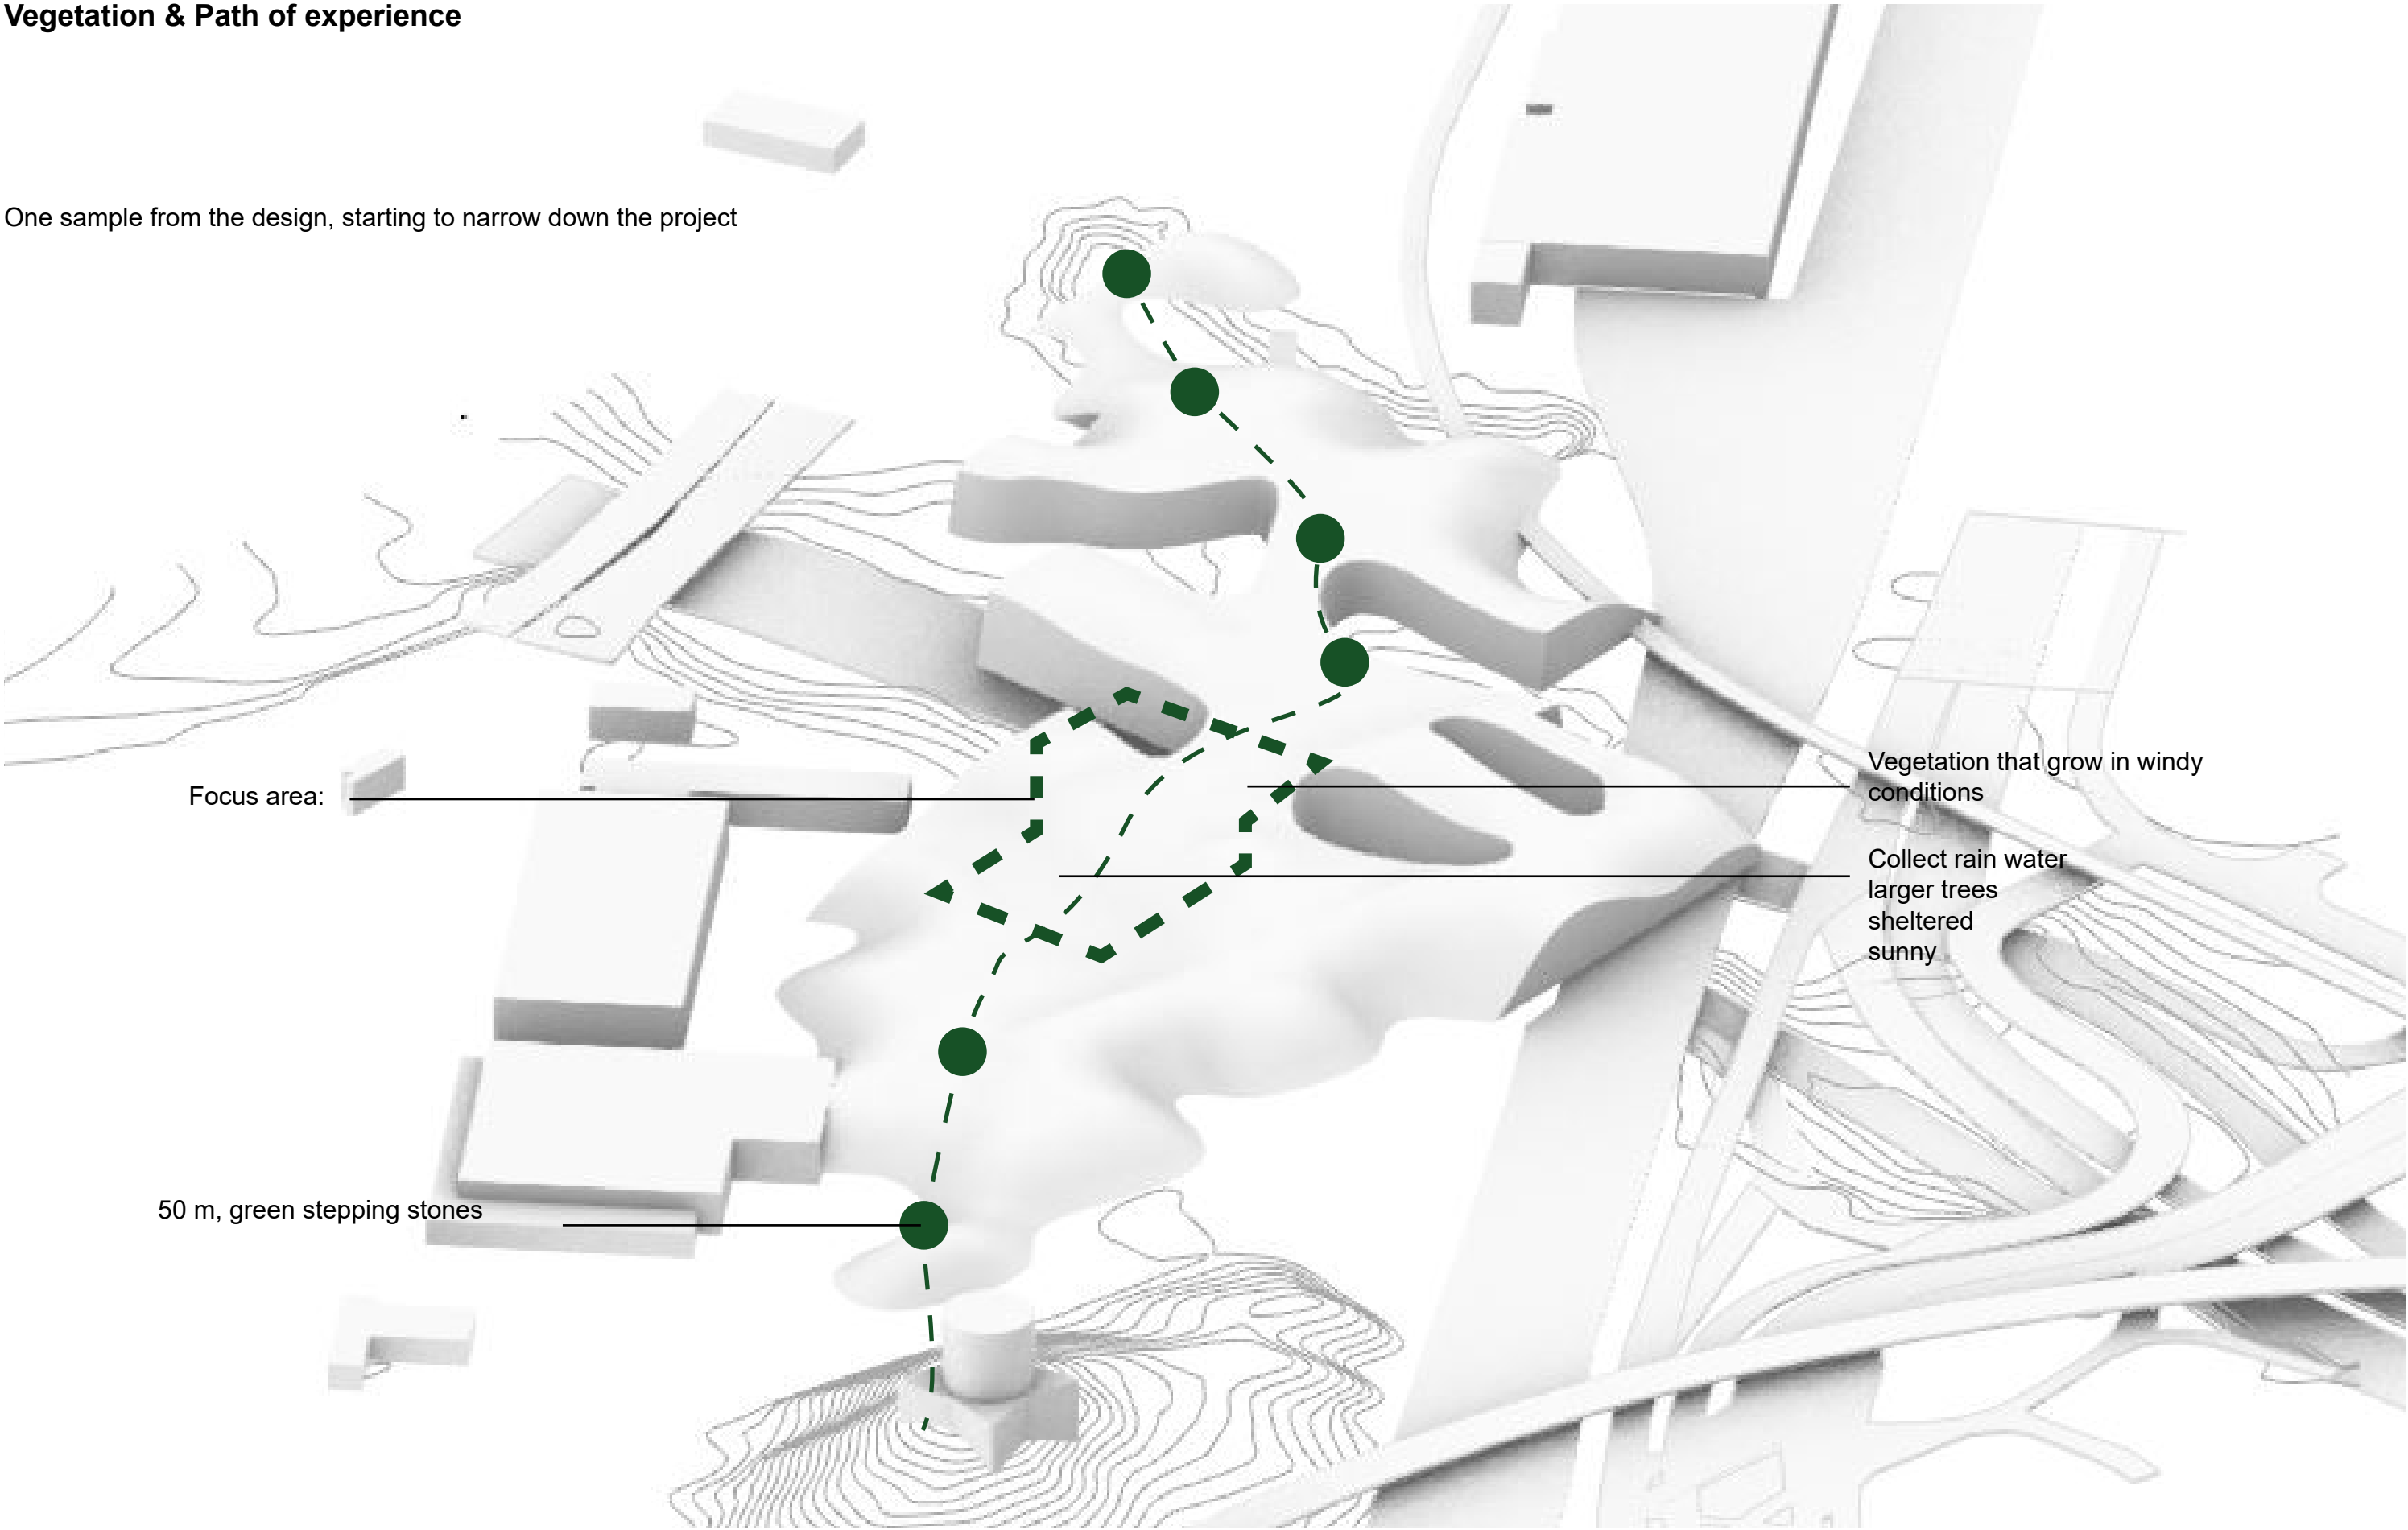 Vegetation & Path of experience
One sample from the design, starting to narrow down the project
Focus area:
Vegetation that grow in windy
conditions
Collect rain water
larger trees
sheltered
sunny
50 m, green stepping stones